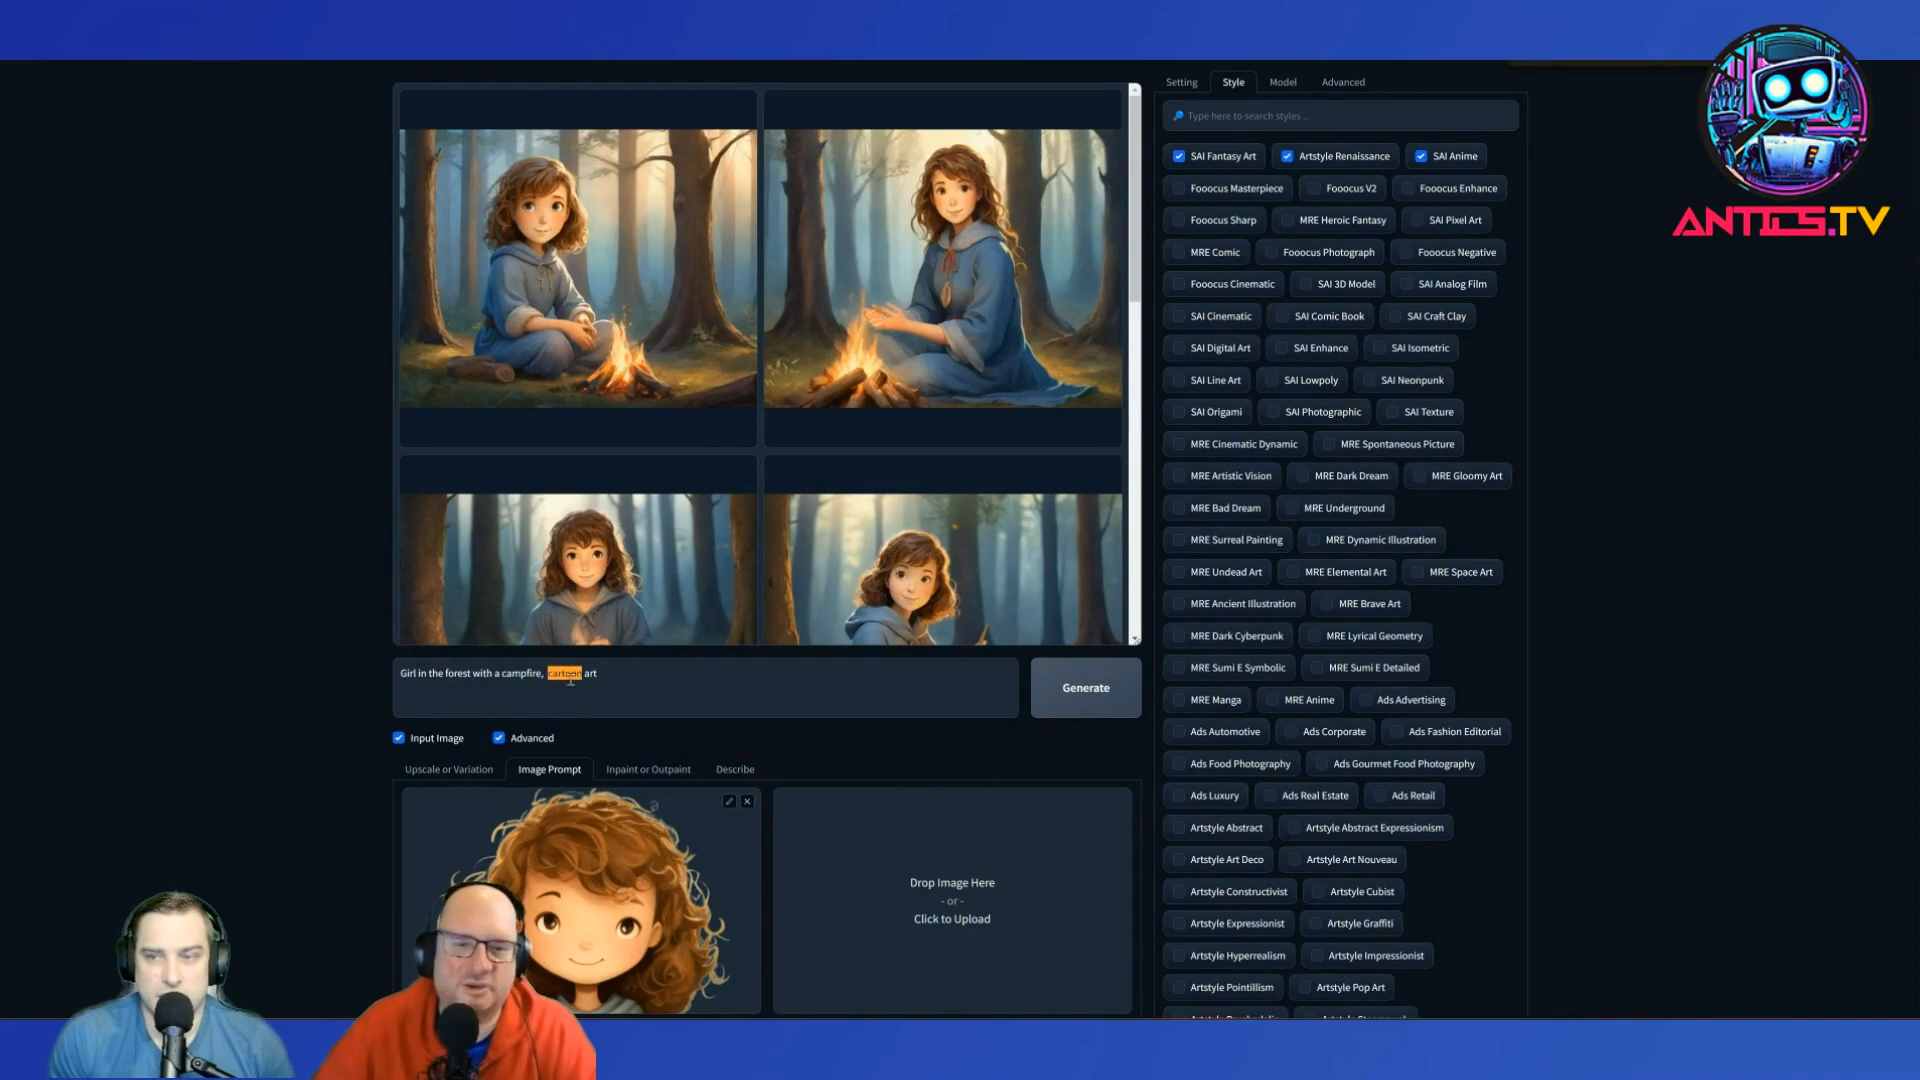 Setting Style Model Advanced
Type here to search styles ...
SAI Fantasy Art Artstyle Renaissance SAI Anime
Fooocus Masterpiece Fooocus V2 Fooocus Enhance
Fooocus Sharp MRE Heroic Fantasy SAI Pixel Art
MRE Comic Fooocus Photograph Fooocus Negative
Fooocus Cinematic SAI 3D Model SAI Analog Film
SAI Cinematic SAI Comic Book SAI Craft Clay
SAI Digital Art SAI Enhance SAI Isometric
SAI Line Art SAI Lowpoly SAI Neonpunk
SAI Origami SAI Photographic SAI Texture
MRE Cinematic Dynamic MRE Spontaneous Picture
MRE Artistic Vision MRE Dark Dream MRE Gloomy Art
MRE Bad Dream MRE Underground
MRE Surreal Painting MRE Dynamic Illustration
MRE Undead Art MRE Elemental Art MRE Space Art
MRE Ancient Illustration MRE Brave Art
MRE Dark Cyberpunk MRE Lyrical Geometry
MRE Sumi E Symbolic MRE Sumi E Detailed
MRE Manga MRE Anime Ads Advertising
Ads Automotive Ads Corporate Ads Fashion Editorial
Ads Food Photography Ads Gourmet Food Photography
Ads Luxury Ads Real Estate Ads Retail
Artstyle Abstract Artstyle Abstract Expressionism
Artstyle Art Deco Artstyle Art Nouveau
Artstyle Constructivist Artstyle Cubist
Artstyle Expressionist Artstyle Graffiti
Artstyle Hyperrealism Artstyle Impressionist
Artstyle Pointillism Artstyle Pop Art
Girl in the forest with a campfire, cartoon art
Generate
Input Image Advanced
Upscale or Variation Image Prompt Inpaint or Outpaint Describe
Drop Image Here
- or -
Click to Upload
ANTICS.TV